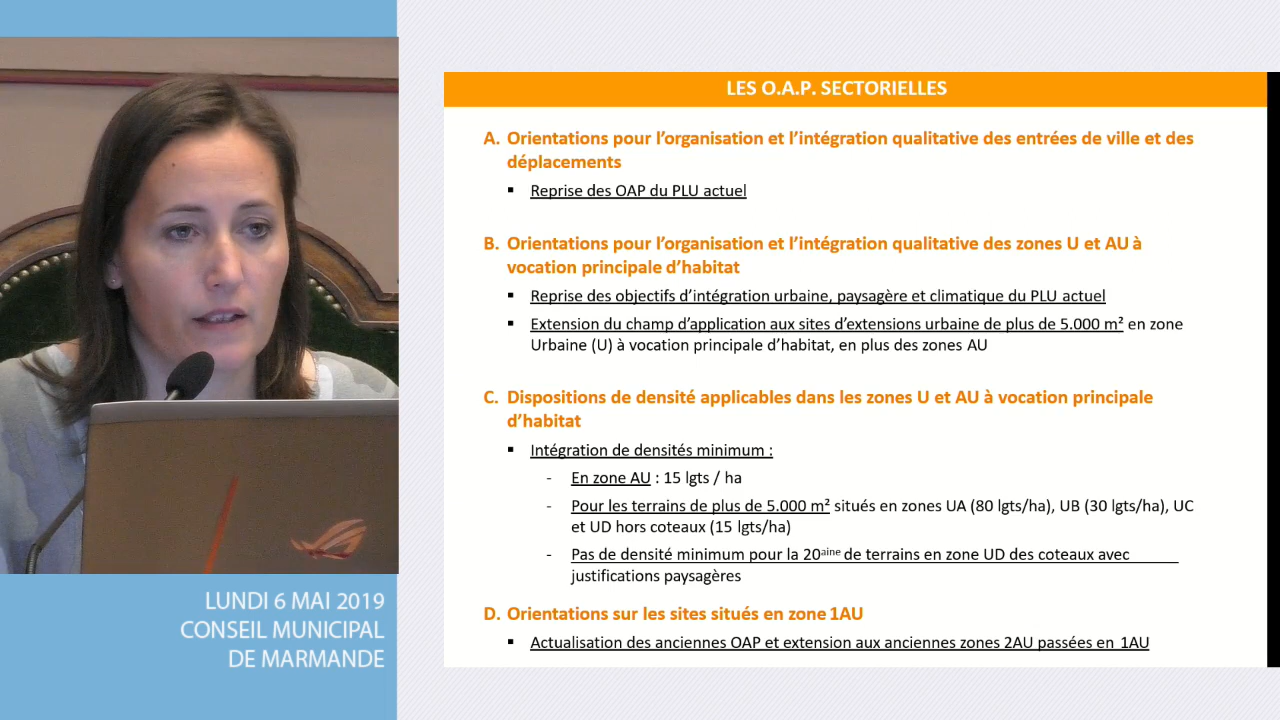 LES O.A.P. SECTORIELLES
A. Orientations pour l'organisation et l'intégration qualitative des entrées de ville et des
déplacements
▪ Reprise des OAP du PLU actuel
B. Orientations pour l'organisation et l'intégration qualitative des zones U et AU à
vocation principale d'habitat
▪ Reprise des objectifs d'intégration urbaine, paysagère et climatique du PLU actuel
▪ Extension du champ d'application aux sites d'extensions urbaine de plus de 5.000 m² en zone
Urbaine (U) à vocation principale d'habitat, en plus des zones AU
C. Dispositions de densité applicables dans les zones U et AU à vocation principale
d'habitat
▪ Intégration de densités minimum :
- En zone AU : 15 lgts / ha
- Pour les terrains de plus de 5.000 m² situés en zones UA (80 lgts/ha), UB (30 lgts/ha), UC
et UD hors coteaux (15 lgts/ha)
- Pas de densité minimum pour la 20aine de terrains en zone UD des coteaux avec
justifications paysagères
D. Orientations sur les sites situés en zone 1AU
▪ Actualisation des anciennes OAP et extension aux anciennes zones 2AU passées en 1AU
LUNDI 6 MAI 2019
CONSEIL MUNICIPAL
DE MARMANDE